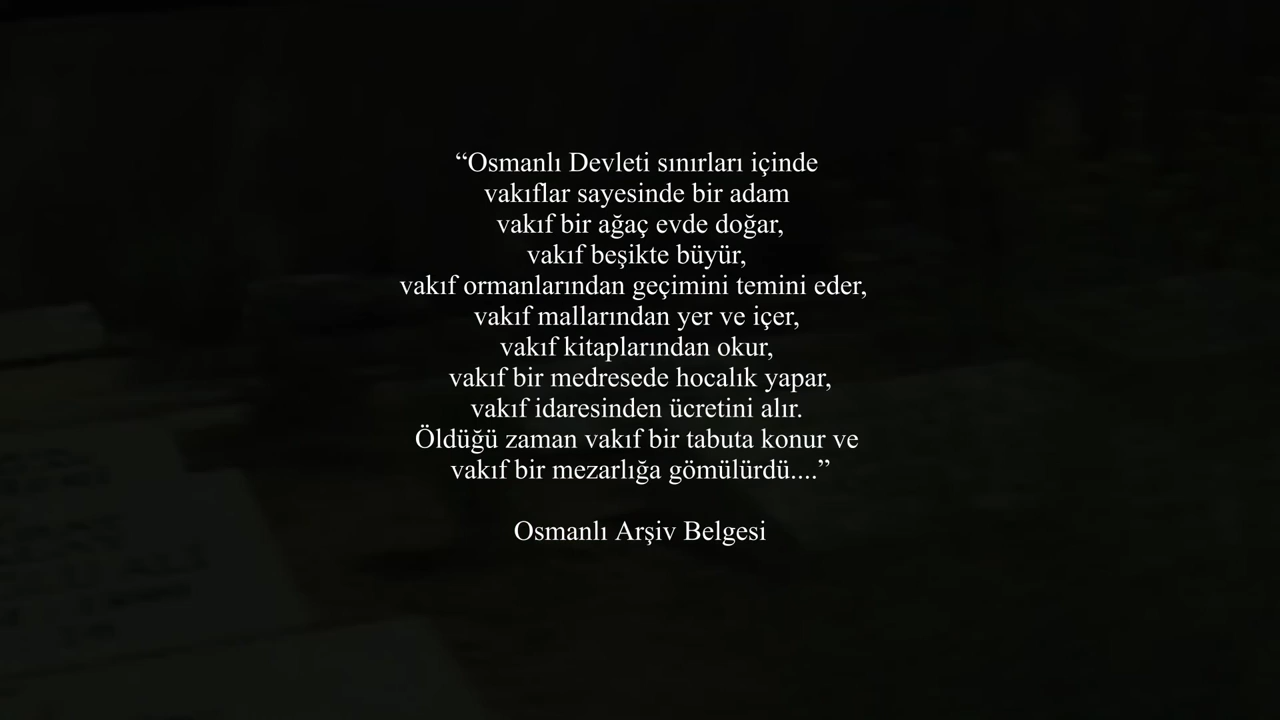 “Osmanlı Devleti sınırları içinde
vakıflar sayesinde bir adam
vakıf bir ağaç evde doğar,
vakıf beşikte büyür,
vakıf ormanlarından geçimini temini eder,
vakıf mallarından yer ve içer,
vakıf kitaplarından okur,
vakıf bir medresede hocalık yapar,
vakıf idaresinden ücretini alır.
Öldüğü zaman vakıf bir tabuta konur ve
vakıf bir mezarlığa gömülürdü....”
Osmanlı Arşiv Belgesi